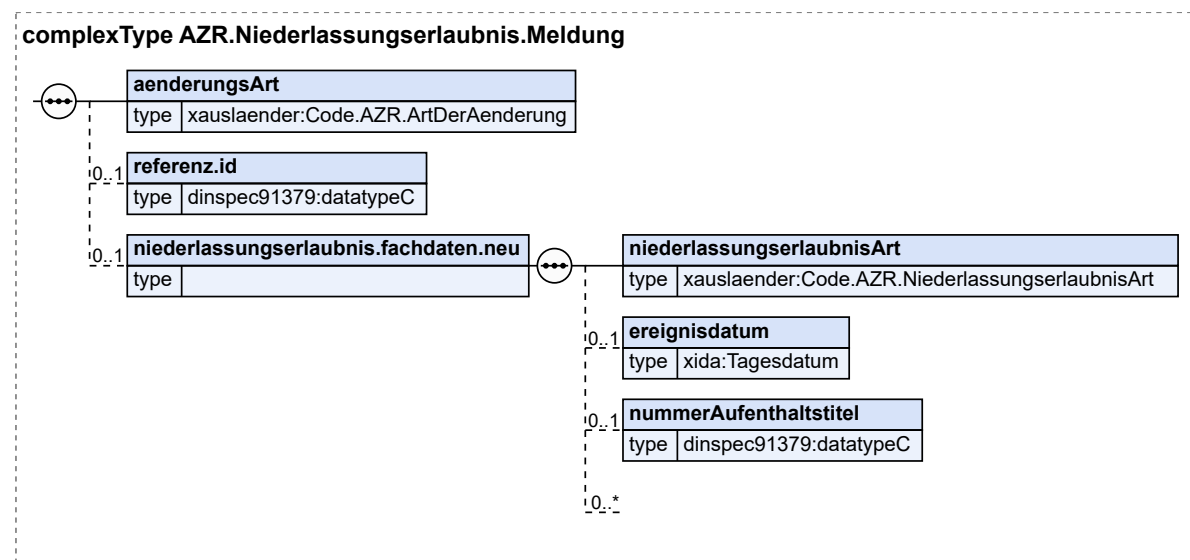 complexType AZR.Niederlassungserlaubnis.Meldung
aenderungsArt
type xauslaender:Code.AZR.ArtDerAenderung
0..1 referenz.id
type dinspec91379:datatypeC
0..1 niederlassungserlaubnis.fachdaten.neu
type
niederlassungserlaubnisArt
type xauslaender:Code.AZR.NiederlassungserlaubnisArt
0..1 ereignisdatum
type xida:Tagesdatum
0..1 nummerAufenthaltstitel
type dinspec91379:datatypeC
0..*